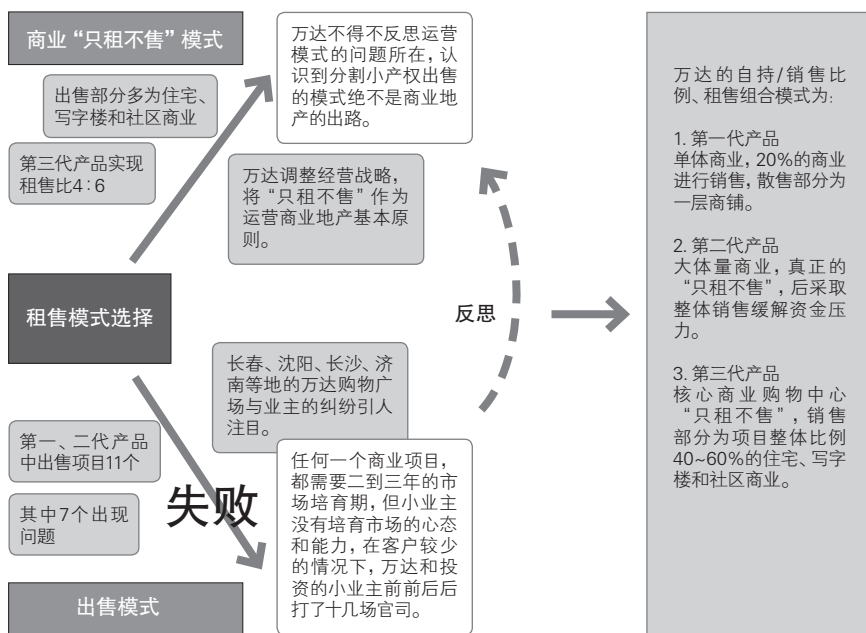 商业“只租不售”模式
出售部分多为住宅、
写字楼和社区商业
第三代产品实现
租售比4：6
万达不得不反思运营
模式的问题所在，认
识到分割小产权出售
的模式绝不是商业地
产的出路。
万达调整经营战略，
将“只租不售”作为
运营商业地产基本原
则。
租售模式选择
反思
长春、沈阳、长沙、济
南等地的万达购物广
场与业主的纠纷引人
注目。
第一、二代产品
中出售项目11个
其中7个出现
问题
失败
任何一个商业项目，
都需要二到三年的市
场培育期，但小业主
没有培育市场的心态
和能力，在客户较少
的情况下，万达和投
资的小业主前前后后
打了十几场官司。
出售模式
万达的自持/销售比
例、租售组合模式为：
1. 第一代产品
单体商业，20%的商业
进行销售，散售部分为
一层商铺。
2. 第二代产品
大体量商业，真正的
“只租不售”，后采取
整体销售缓解资金压
力。
3. 第三代产品
核心商业购物中心
“只租不售”，销售
部分为项目整体比例
40~60%的住宅、写字
楼和社区商业。